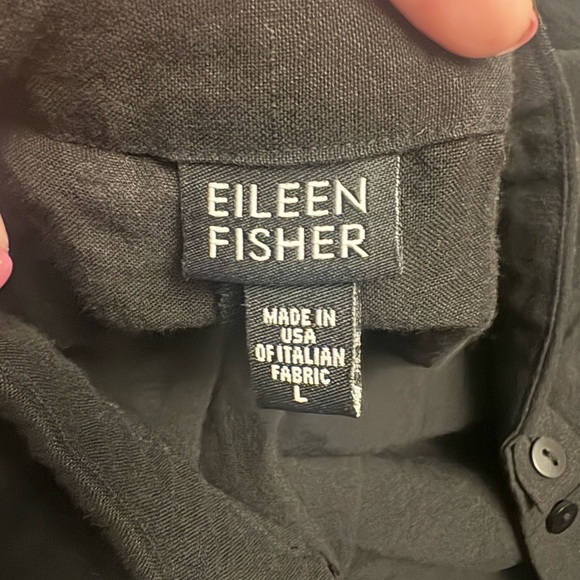 EILEEN
FISHER
MADE IN
USA
OF ITALIAN
FABRIC
L